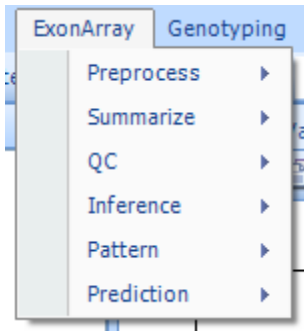 ExonArray Genotyping
Preprocess
Summarize
QC
Inference
Pattern
Prediction